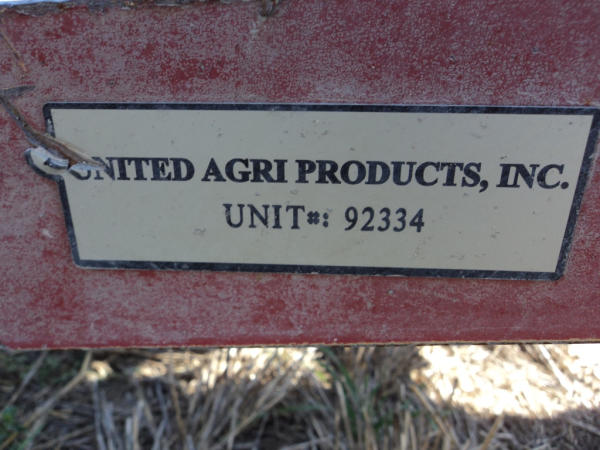 UNITED AGRI PRODUCTS, INC.
UNIT#: 92334